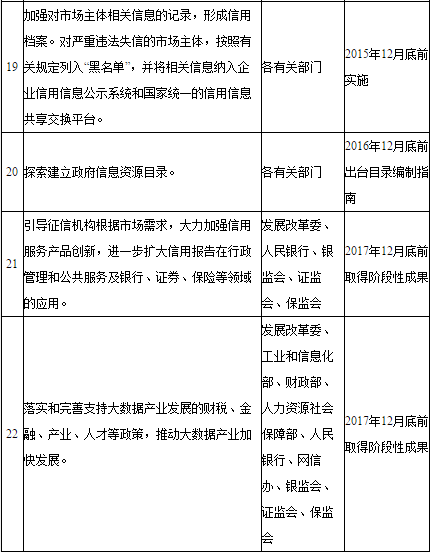 加强对市场主体相关信息的记录，形成信用
档案。对严重违法失信的市场主体，按照有
关规定列入“黑名单”，并将相关信息纳入企
业信用信息公示系统和国家统一的信用信息
共享交换平台。
19
各有关部门
2015年12月底前
实施
20
探索建立政府信息资源目录。
各有关部门
2016年12月底前
出台目录编制指
南
21
引导征信机构根据市场需求，大力加强信用
服务产品创新，进一步扩大信用报告在行政
管理和公共服务及银行、证券、保险等领域
的应用。
发展改革委、
人民银行、银
监会、证监
会、保监会
2017年12月底前
取得阶段性成果
22
落实和完善支持大数据产业发展的财税、金
融、产业、人才等政策，推动大数据产业加
快发展。
发展改革委、
工业和信息化
部、财政部、
人力资源社会
保障部、人民
银行、网信
办、银监会、
证监会、保监
会
2017年12月底前
取得阶段性成果